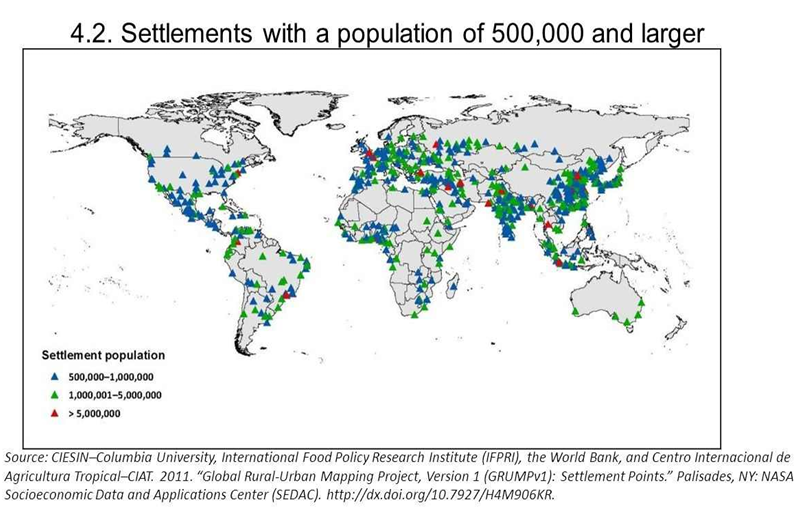 4.2. Settlements with a population of 500,000 and larger
Settlement population
500,000–1,000,000
1,000,001–5,000,000
> 5,000,000
Source: CIESIN–Columbia University, International Food Policy Research Institute (IFPRI), the World Bank, and Centro Internacional de
Agricultura Tropical–CIAT. 2011. “Global Rural-Urban Mapping Project, Version 1 (GRUMPv1): Settlement Points.” Palisades, NY: NASA
Socioeconomic Data and Applications Center (SEDAC). http://dx.doi.org/10.7927/H4M906KR.